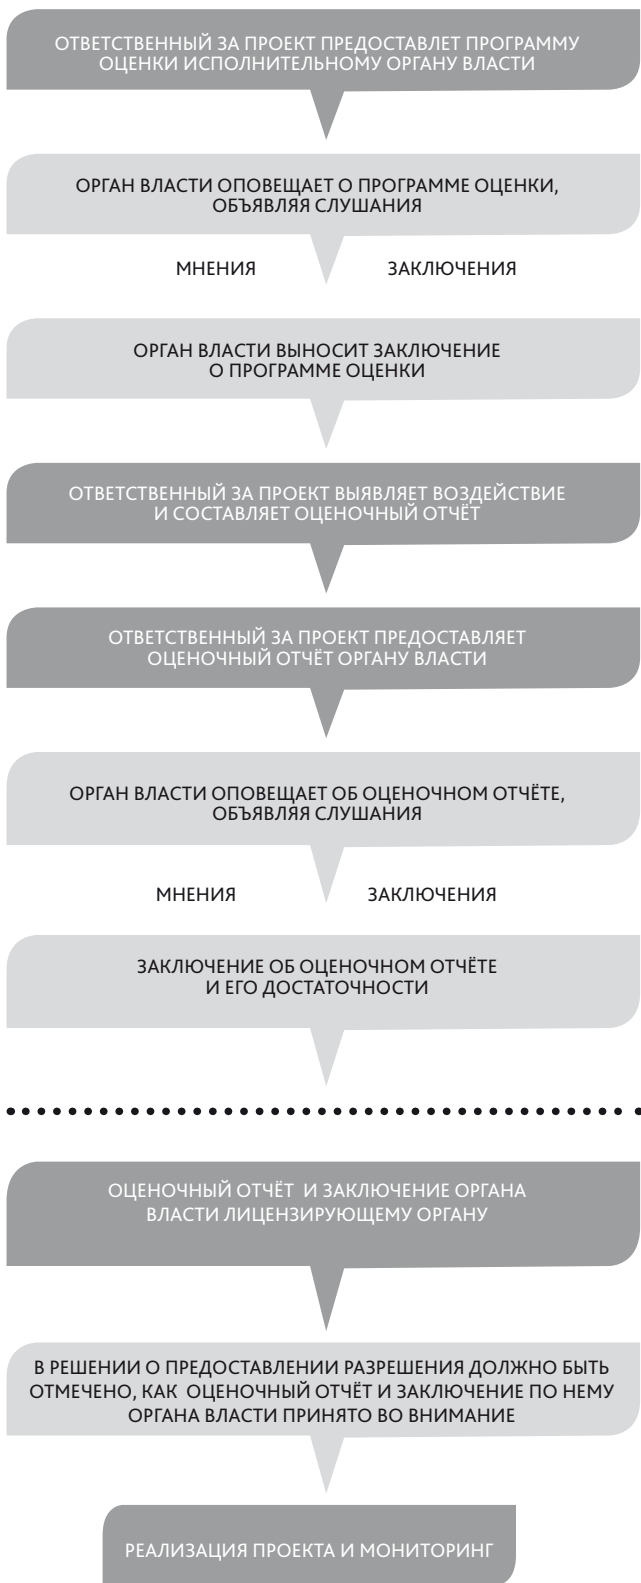 ОТВЕТСТВЕННЫЙ ЗА ПРОЕКТ ПРЕДОСТАВЛЕТ ПРОГРАММУ
ОЦЕНКИ ИСПОЛНИТЕЛЬНОМУ ОРГАНУ ВЛАСТИ
ОРГАН ВЛАСТИ ОПОВЕЩАЕТ О ПРОГРАММЕ ОЦЕНКИ,
ОБЪЯВЛЯЯ СЛУШАНИЯ
МНЕНИЯ ЗАКЛЮЧЕНИЯ
ОРГАН ВЛАСТИ ВЫНОСИТ ЗАКЛЮЧЕНИЕ
О ПРОГРАММЕ ОЦЕНКИ
ОТВЕТСТВЕННЫЙ ЗА ПРОЕКТ ВЫЯВЛЯЕТ ВОЗДЕЙСТВИЕ
И СОСТАВЛЯЕТ ОЦЕНОЧНЫЙ ОТЧЁТ
ОТВЕТСТВЕННЫЙ ЗА ПРОЕКТ ПРЕДОСТАВЛЯЕТ
ОЦЕНОЧНЫЙ ОТЧЁТ ОРГАНУ ВЛАСТИ
ОРГАН ВЛАСТИ ОПОВЕЩАЕТ ОБ ОЦЕНОЧНОМ ОТЧЁТЕ,
ОБЪЯВЛЯЯ СЛУШАНИЯ
МНЕНИЯ ЗАКЛЮЧЕНИЯ
ЗАКЛЮЧЕНИЕ ОБ ОЦЕНОЧНОМ ОТЧЁТЕ
И ЕГО ДОСТАТОЧНОСТИ
ОЦЕНОЧНЫЙ ОТЧЁТ И ЗАКЛЮЧЕНИЕ ОРГАНА
ВЛАСТИ ЛИЦЕНЗИРУЮЩЕМУ ОРГАНУ
В РЕШЕНИИ О ПРЕДОСТАВЛЕНИИ РАЗРЕШЕНИЯ ДОЛЖНО БЫТЬ
ОТМЕЧЕНО, КАК ОЦЕНОЧНЫЙ ОТЧЁТ И ЗАКЛЮЧЕНИЕ ПО НЕМУ
ОРГАНА ВЛАСТИ ПРИНЯТО ВО ВНИМАНИЕ
РЕАЛИЗАЦИЯ ПРОЕКТА И МОНИТОРИНГ